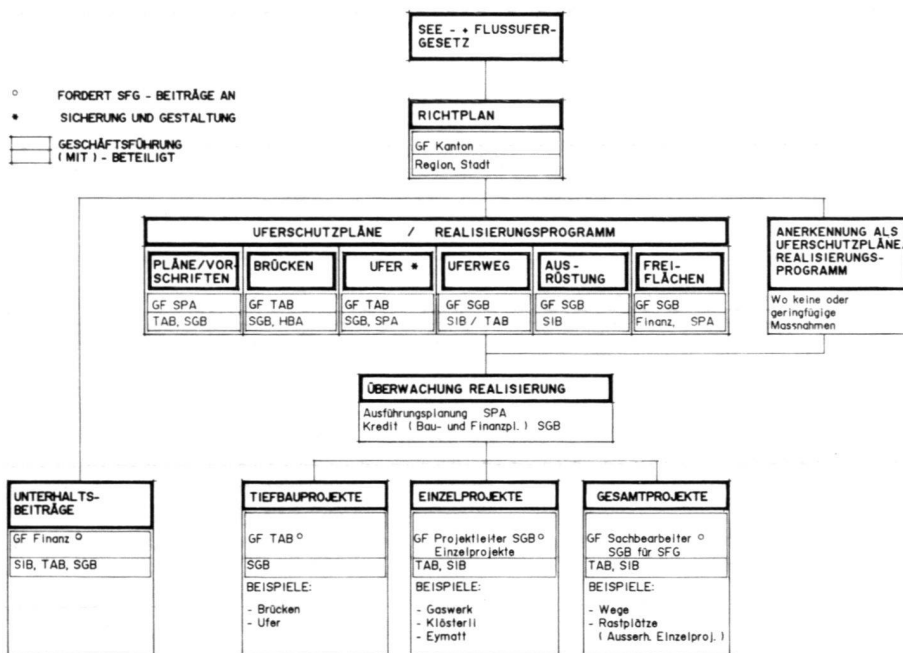 SEE - + FLUSSUFER-
GESETZ
° FORDERT SFG - BEITRÄGE AN
* SICHERUNG UND GESTALTUNG
GESCHÄFTSFÜHRUNG
( MIT ) - BETEILIGT
RICHTPLAN
GF Kanton
Region, Stadt
UFERSCHUTZPLÄNE / REALISIERUNGSPROGRAMM
PLÄNE/VOR-
SCHRIFTEN
GF SPA
TAB, SGB
BRÜCKEN
GF TAB
SGB, HBA
UFER *
GF TAB
SGB, SPA
UFERWEG
GF SGB
SIB / TAB
AUS-
RÜSTUNG
GF SGB
SIB
FREI-
FLÄCHEN
GF SGB
Finanz, SPA
ANERKENNUNG ALS
UFERSCHUTZPLÄNE,
REALISIERUNGS-
PROGRAMM
Wo keine oder
geringfügige
Massnahmen
ÜBERWACHUNG REALISIERUNG
Ausführungsplanung SPA
Kredit ( Bau- und Finanzpl. ) SGB
UNTERHALTS-
BEITRÄGE
GF Finanz °
SIB, TAB, SGB
TIEFBAUPROJEKTE
GF TAB °
SGB
BEISPIELE:
- Brücken
- Ufer
EINZELPROJEKTE
GF Projektleiter SGB °
Einzelprojekte
TAB, SIB
BEISPIELE:
- Gaswerk
- Klösterli
- Eymatt
GESAMTPROJEKTE
GF Sachbearbeiter °
SGB für SFG
TAB, SIB
BEISPIELE:
- Wege
- Rastplätze
( Ausserh. Einzelproj. )